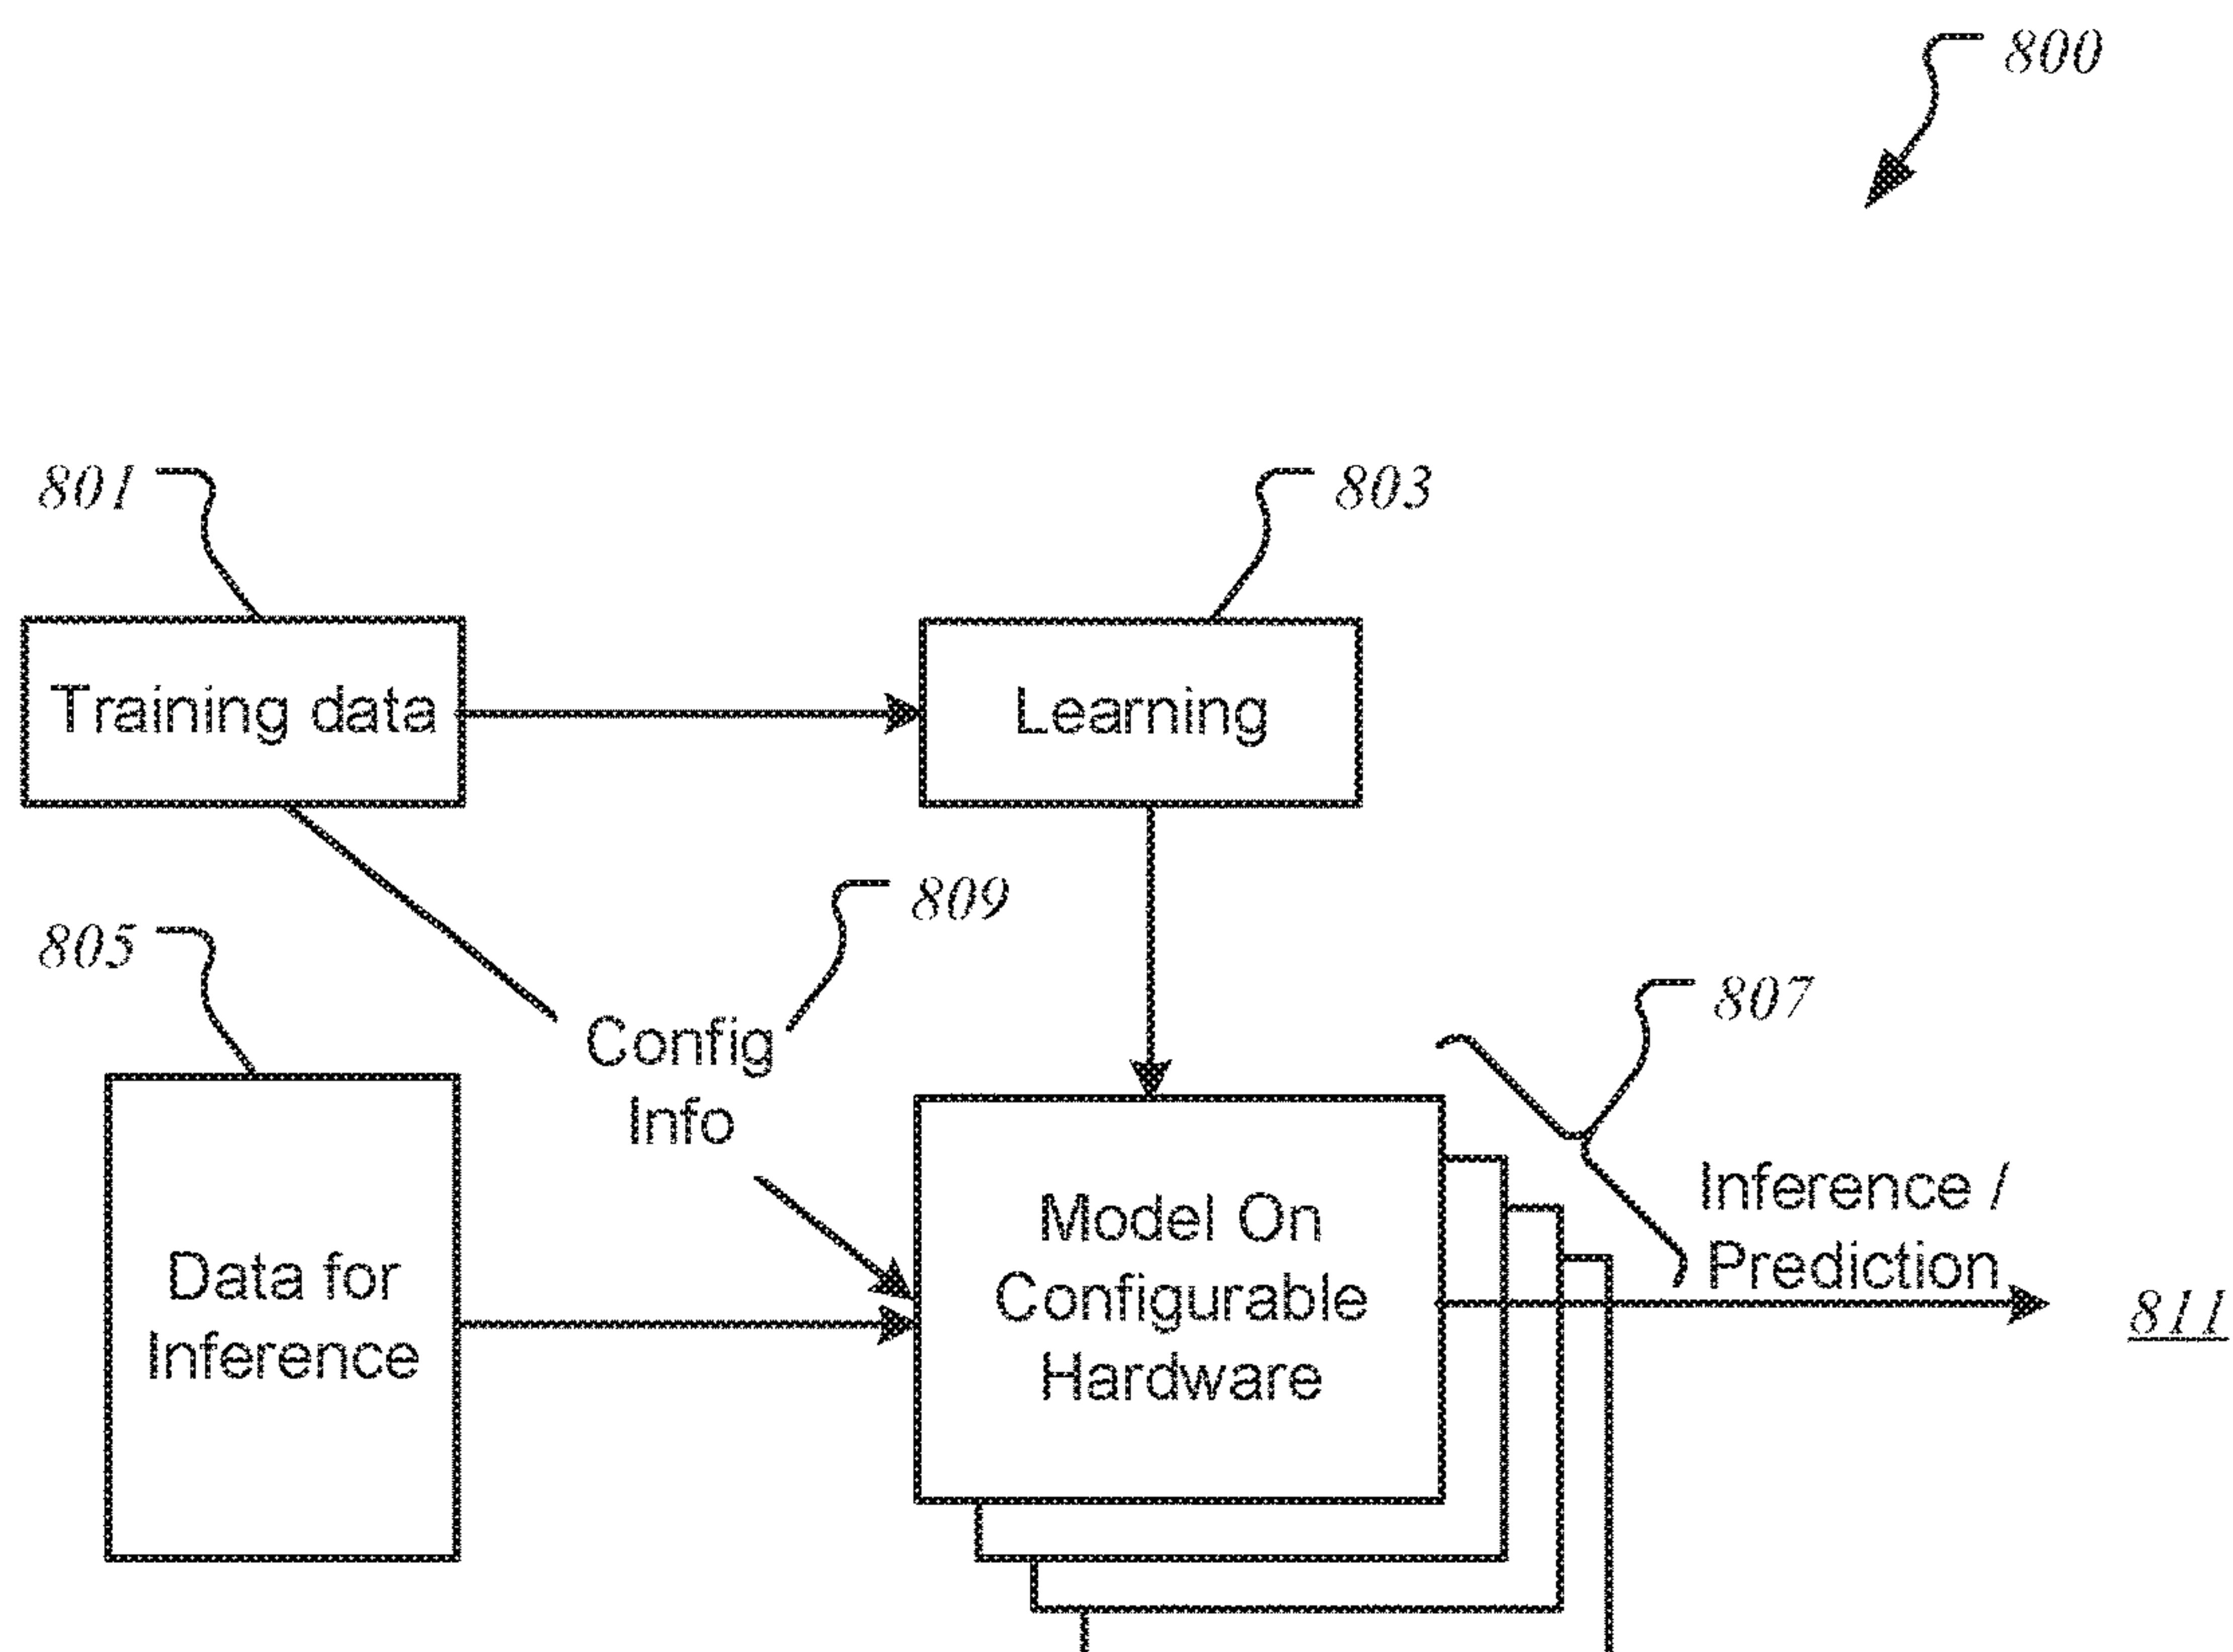 800
801
803
Training data
Learning
809
805
Config
Info
807
Data for
Inference
Model On
Configurable
Hardware
Inference /
Prediction
811